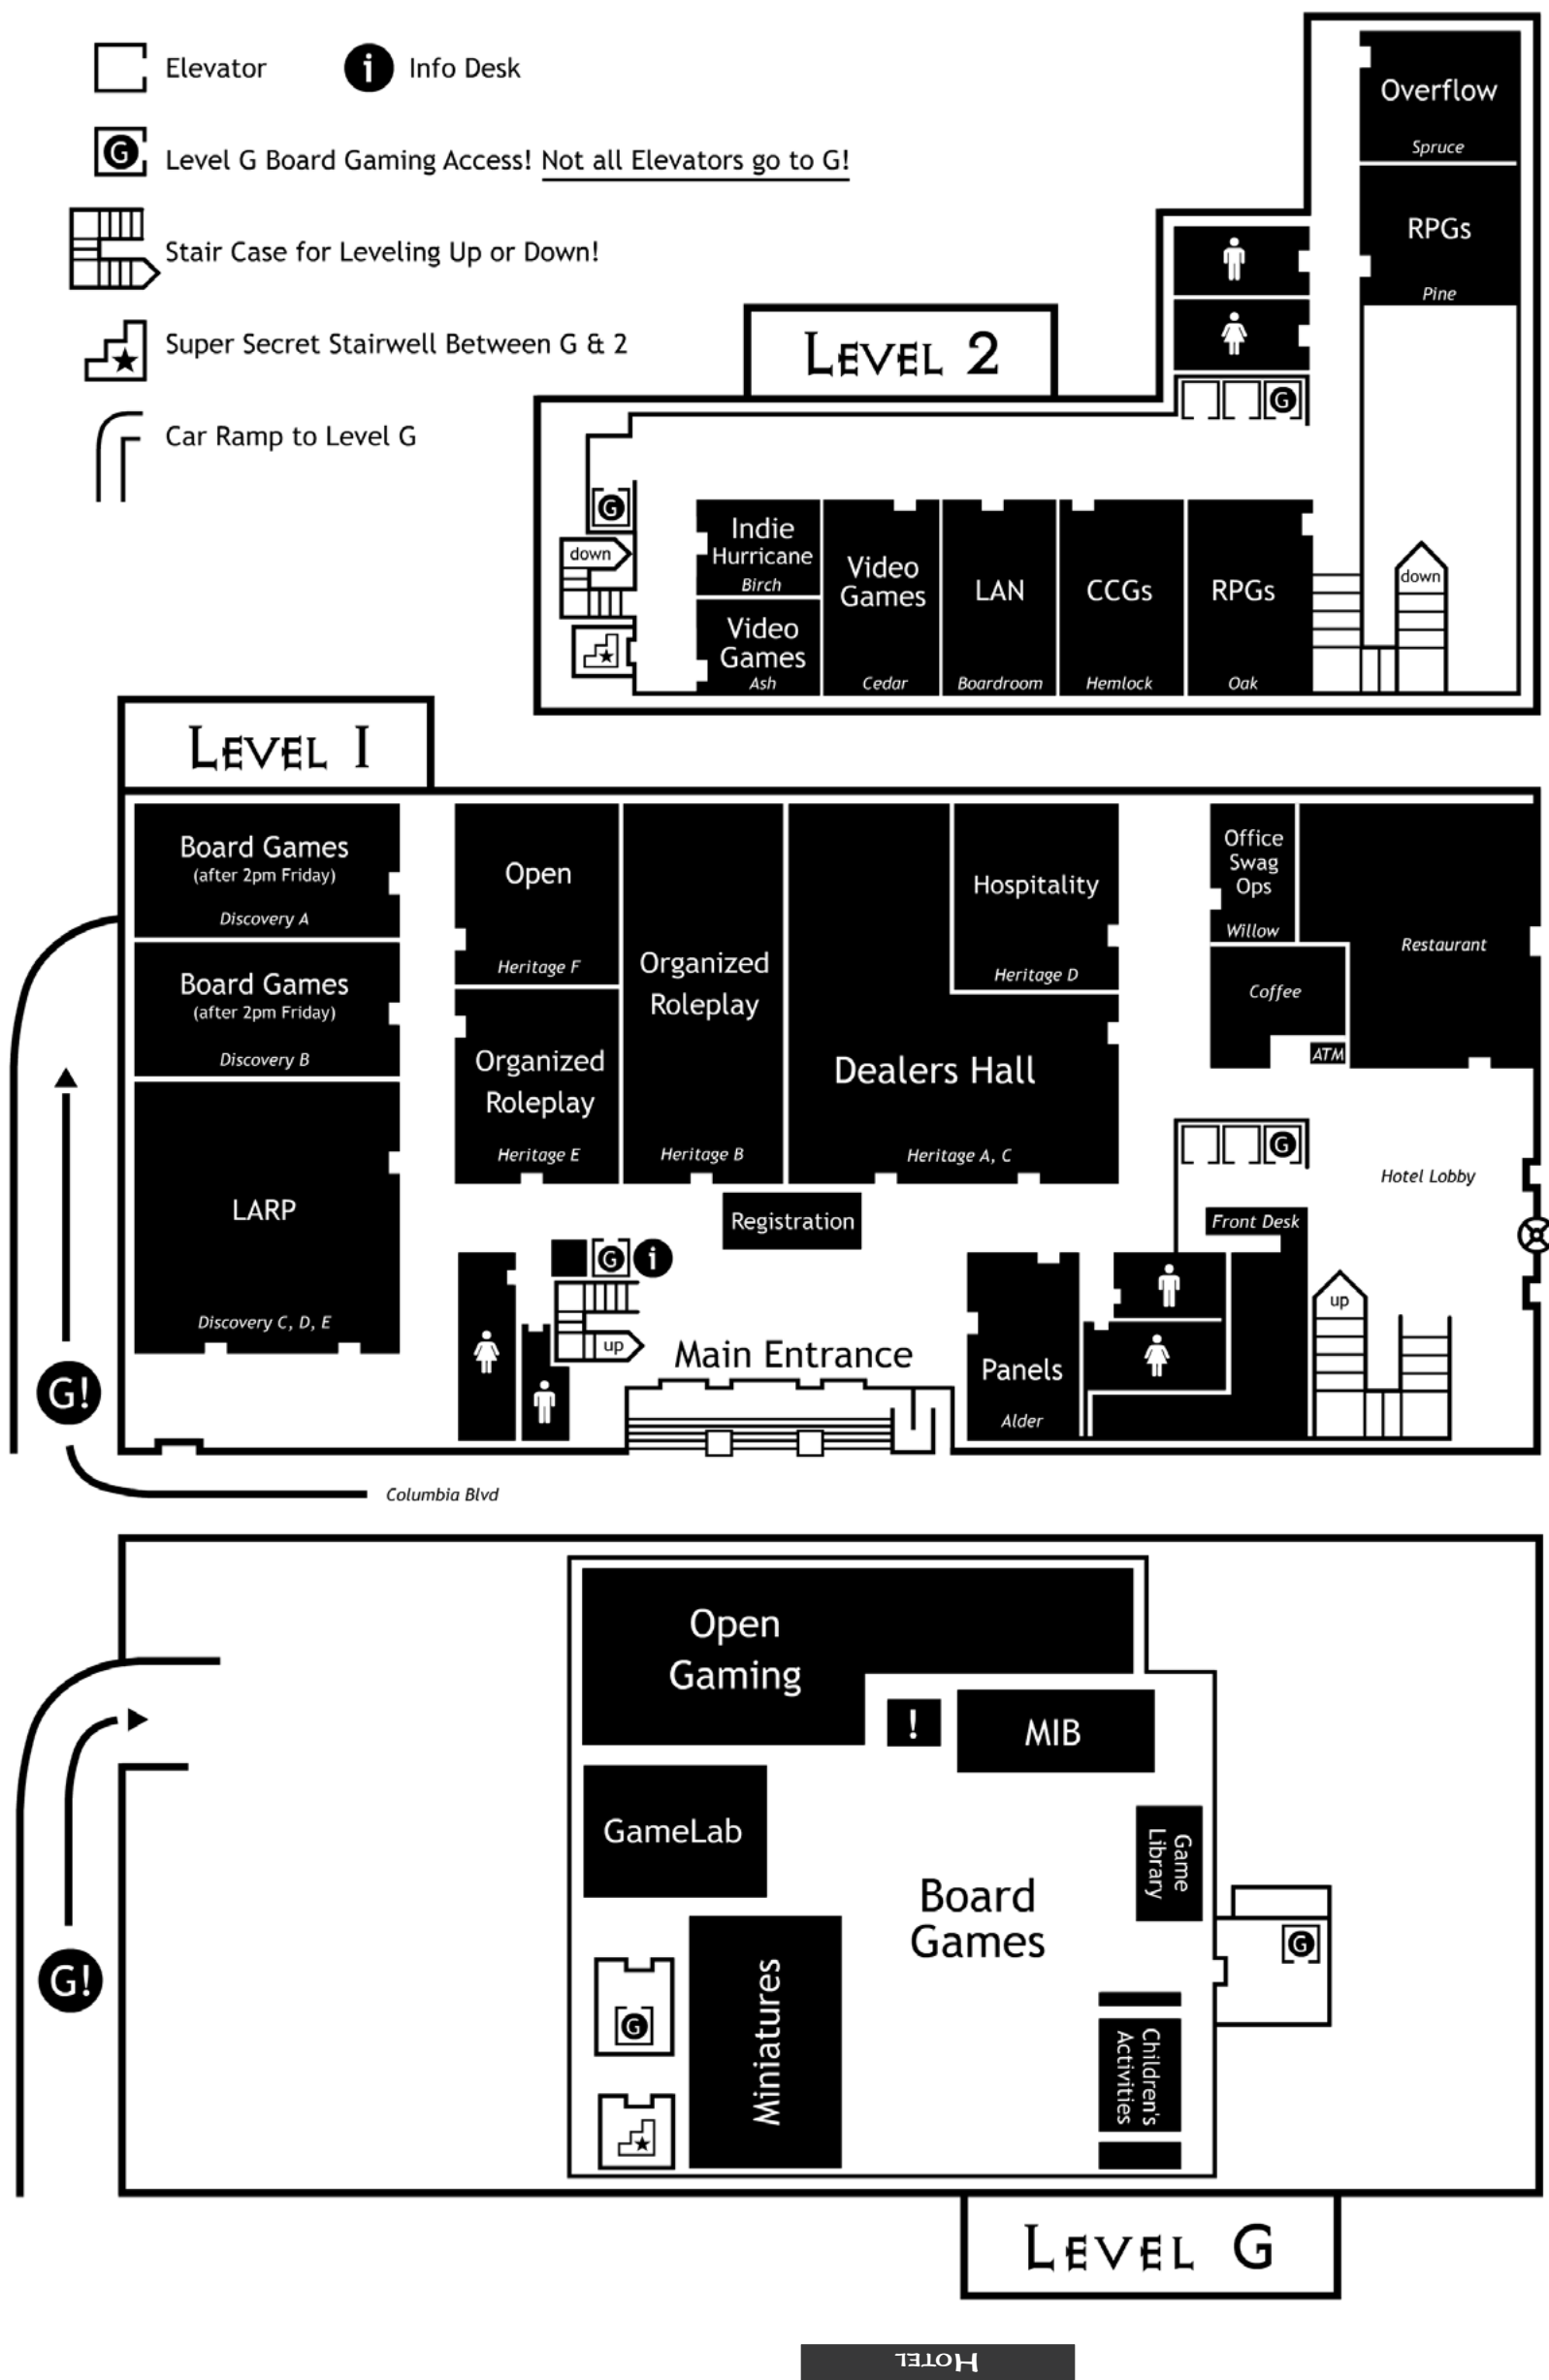 Elevator
i
Info Desk
G
Level G Board Gaming Access! Not all Elevators go to G!
Stair Case for Leveling Up or Down!
Super Secret Stairwell Between G & 2
Car Ramp to Level G
Level 2
Overflow
Spruce
RPGs
Pine
G
G
down
Indie
Hurricane
Birch
Video
Games
Ash
Video
Games
Cedar
LAN
Boardroom
CCGs
Hemlock
RPGs
Oak
down
Level 1
Board Games
(after 2pm Friday)
Discovery A
Board Games
(after 2pm Friday)
Discovery B
LARP
Discovery C, D, E
Open
Heritage F
Organized
Roleplay
Heritage E
Organized
Roleplay
Heritage B
Dealers Hall
Heritage A, C
Hospitality
Heritage D
Office
Swag
Ops
Willow
Coffee
ATM
Restaurant
G
Hotel Lobby
Front Desk
Registration
G
i
up
Main Entrance
Panels
Alder
up
G!
Columbia Blvd
Open
Gaming
!
MIB
GameLab
Game
Library
Board
Games
G
G
Miniatures
Children's
Activities
G!
Level G
Hotel